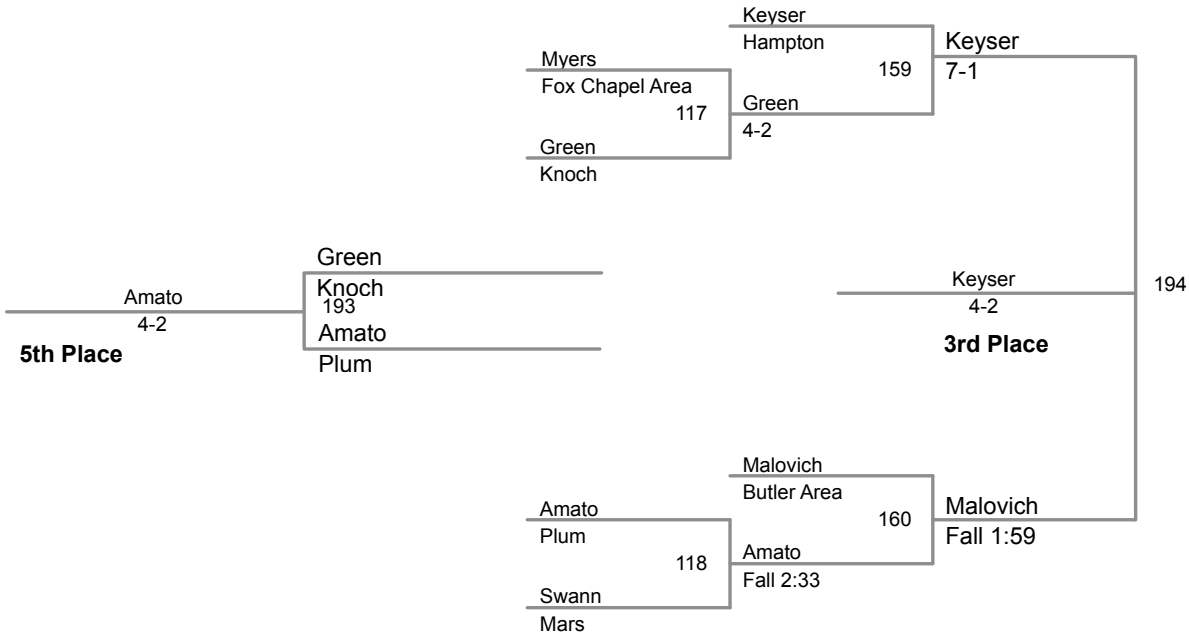 Keyser
Hampton
159
Keyser
7-1
Myers
Fox Chapel Area
117
Green
4-2
Green
Knoch
Green
Knoch
193
Amato
4-2
5th Place
Amato
Plum
Keyser
4-2
3rd Place
194
Malovich
Butler Area
160
Malovich
Fall 1:59
Amato
Plum
118
Amato
Fall 2:33
Swann
Mars